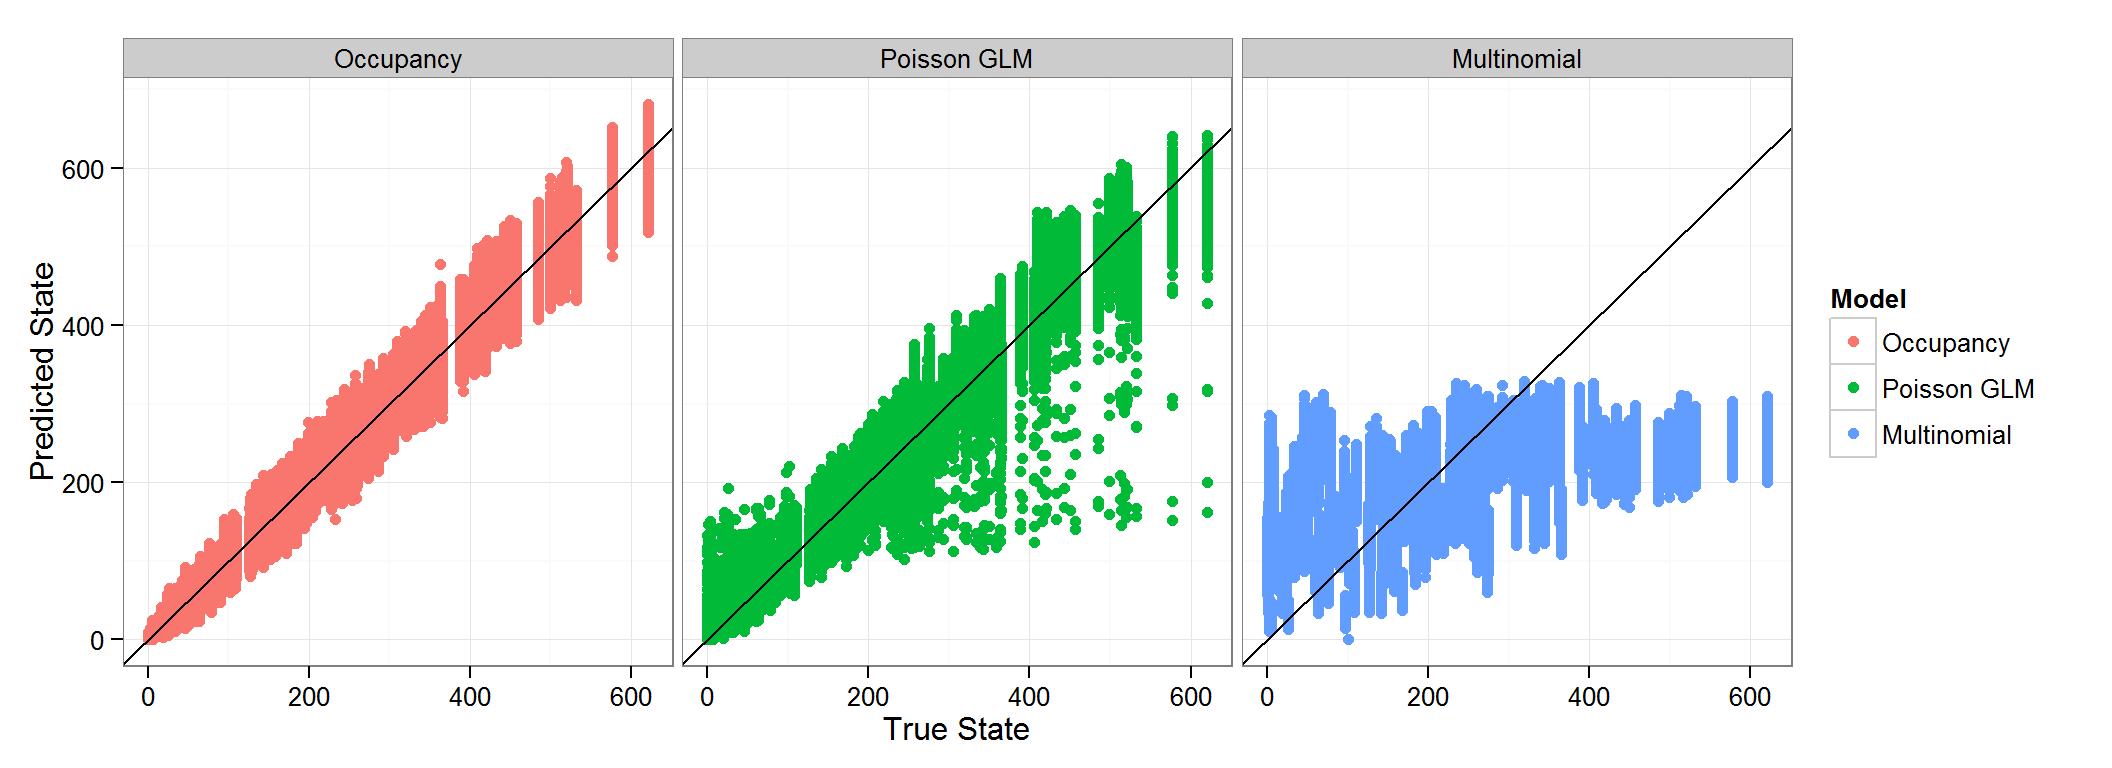 Occupancy
Poisson GLM
Multinomial
Predicted State
600
400
200
0
0 200 400 600
0 200 400 600
0 200 400 600
True State
Model
Occupancy
Poisson GLM
Multinomial